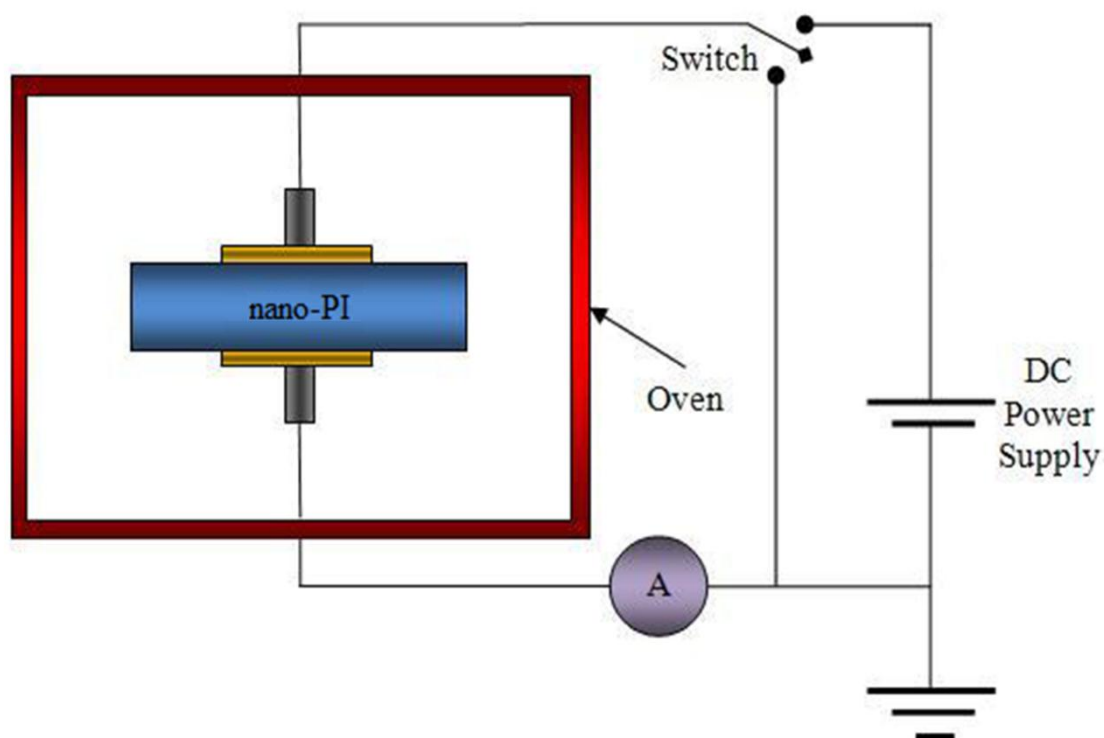 Switch
nano-PI
Oven
DC
Power
Supply
A